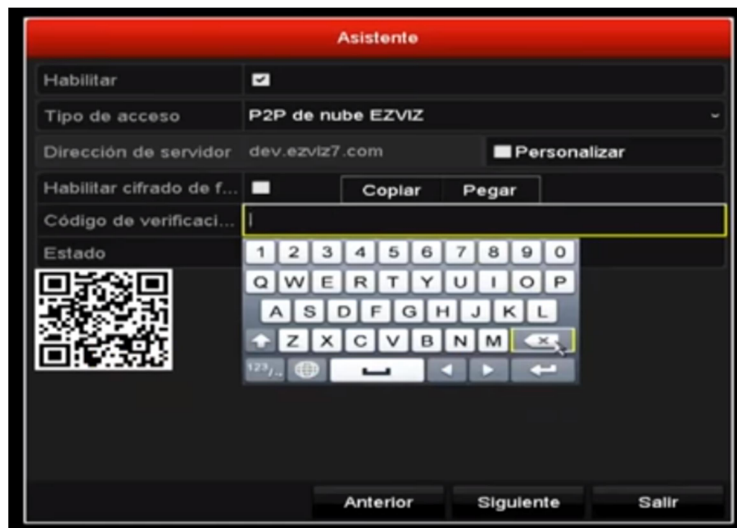 Asistente
Habilitar
Tipo de acceso P2P de nube EZVIZ
Dirección de servidor dev.ezviz7.com Personalizar
Habilitar cifrado de f... Copiar Pegar
Código de verificaci...
Estado
1 2 3 4 5 6 7 8 9 0
Q W E R T Y U I O P
A S D F G H J K L
Z X C V B N M
123/..
Anterior Siguiente Salir